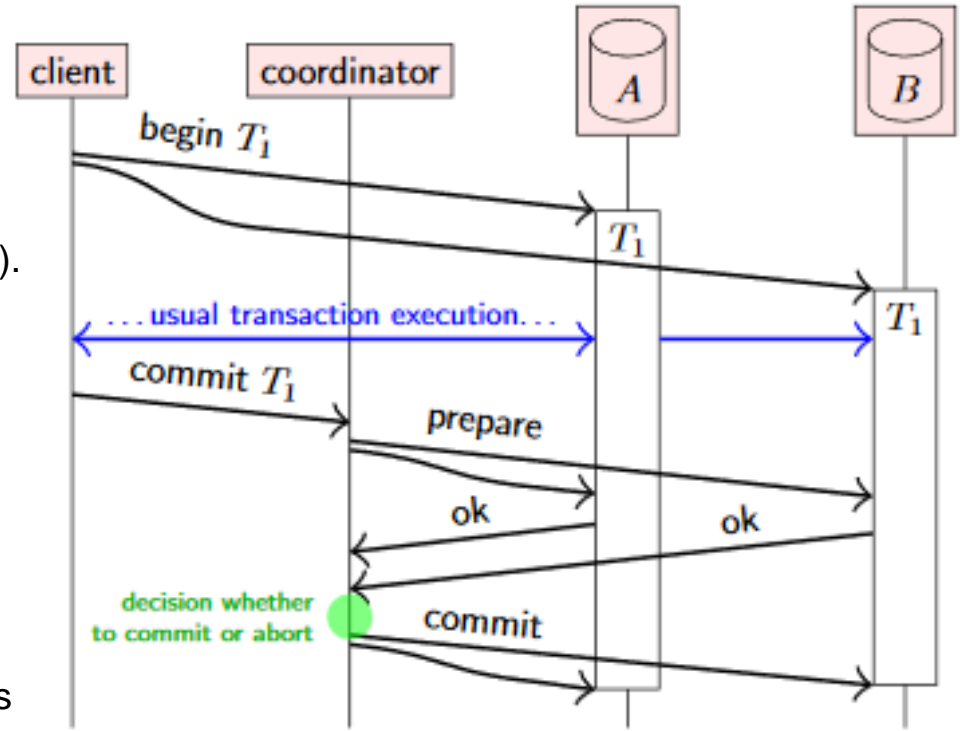 client
coordinator
A
B
begin T1
).
T1
...usual transaction execution...
T1
commit T1
prepare
ok
ok
decision whether
to commit or abort
commit
s